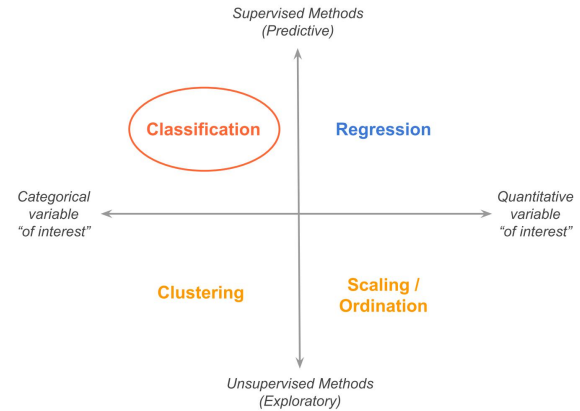 Supervised Methods
(Predictive)
Classification
Regression
Categorical
variable
“of interest”
Quantitative
variable
“of interest”
Clustering
Scaling /
Ordination
Unsupervised Methods
(Exploratory)